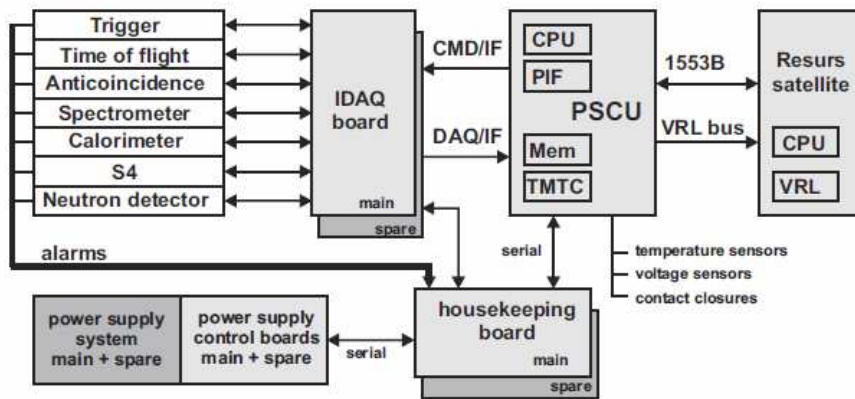 Trigger
Time of flight
Anticoincidence
Spectrometer
Calorimeter
S4
Neutron detector
alarms
IDAQ
board
main
spare
CMD/IF
DAQ/IF
CPU
PIF
PSCU
Mem
TMTC
1553B
VRL bus
Resurs
satellite
CPU
VRL
serial
temperature sensors
voltage sensors
contact closures
power supply
system
main + spare
power supply
control boards
main + spare
serial
housekeeping
board
main
spare